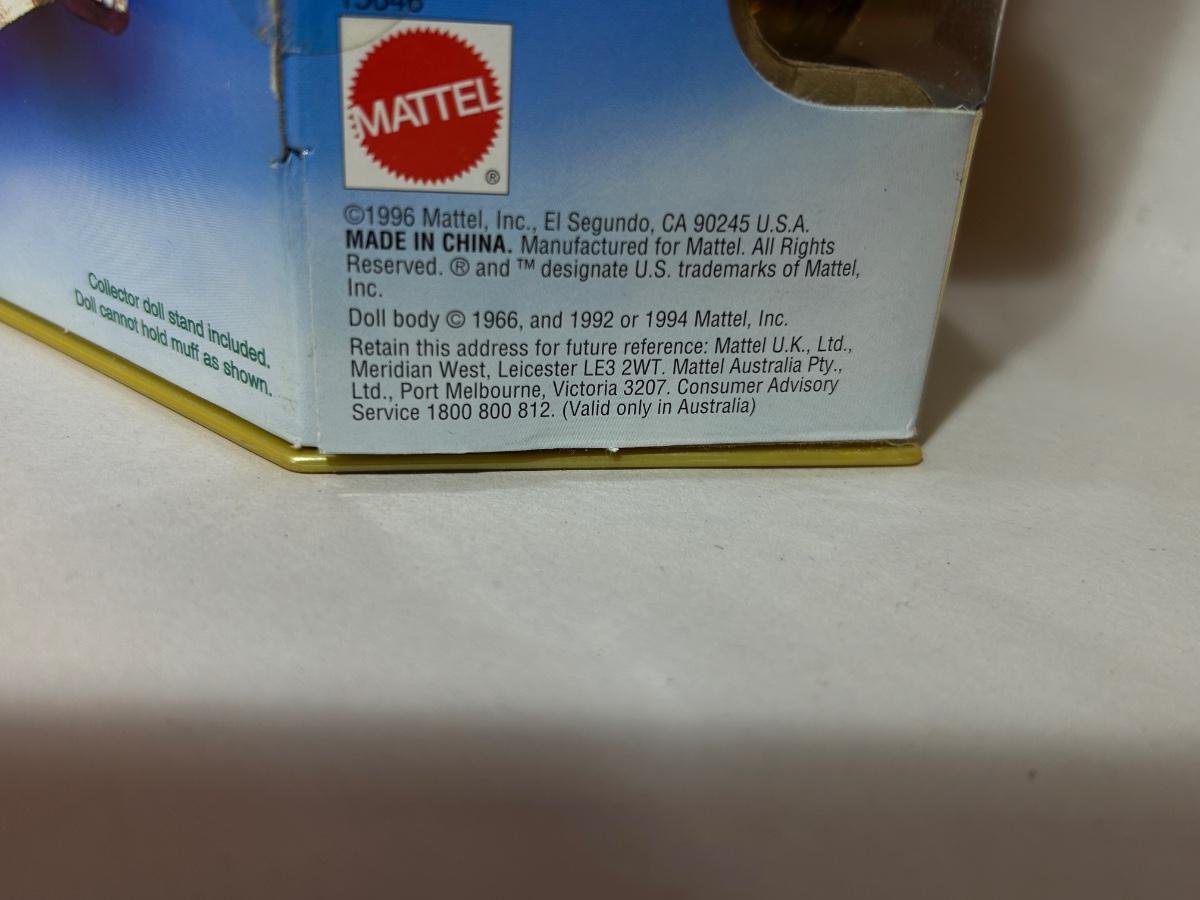 15646
MATTEL
®
©1996 Mattel, Inc., El Segundo, CA 90245 U.S.A.
MADE IN CHINA. Manufactured for Mattel. All Rights
Reserved. ® and ™ designate U.S. trademarks of Mattel,
Inc.
Doll body © 1966, and 1992 or 1994 Mattel, Inc.
Retain this address for future reference: Mattel U.K., Ltd.,
Meridian West, Leicester LE3 2WT. Mattel Australia Pty.,
Ltd., Port Melbourne, Victoria 3207. Consumer Advisory
Service 1800 800 812. (Valid only in Australia)
Collector doll stand included.
Doll cannot hold muff as shown.